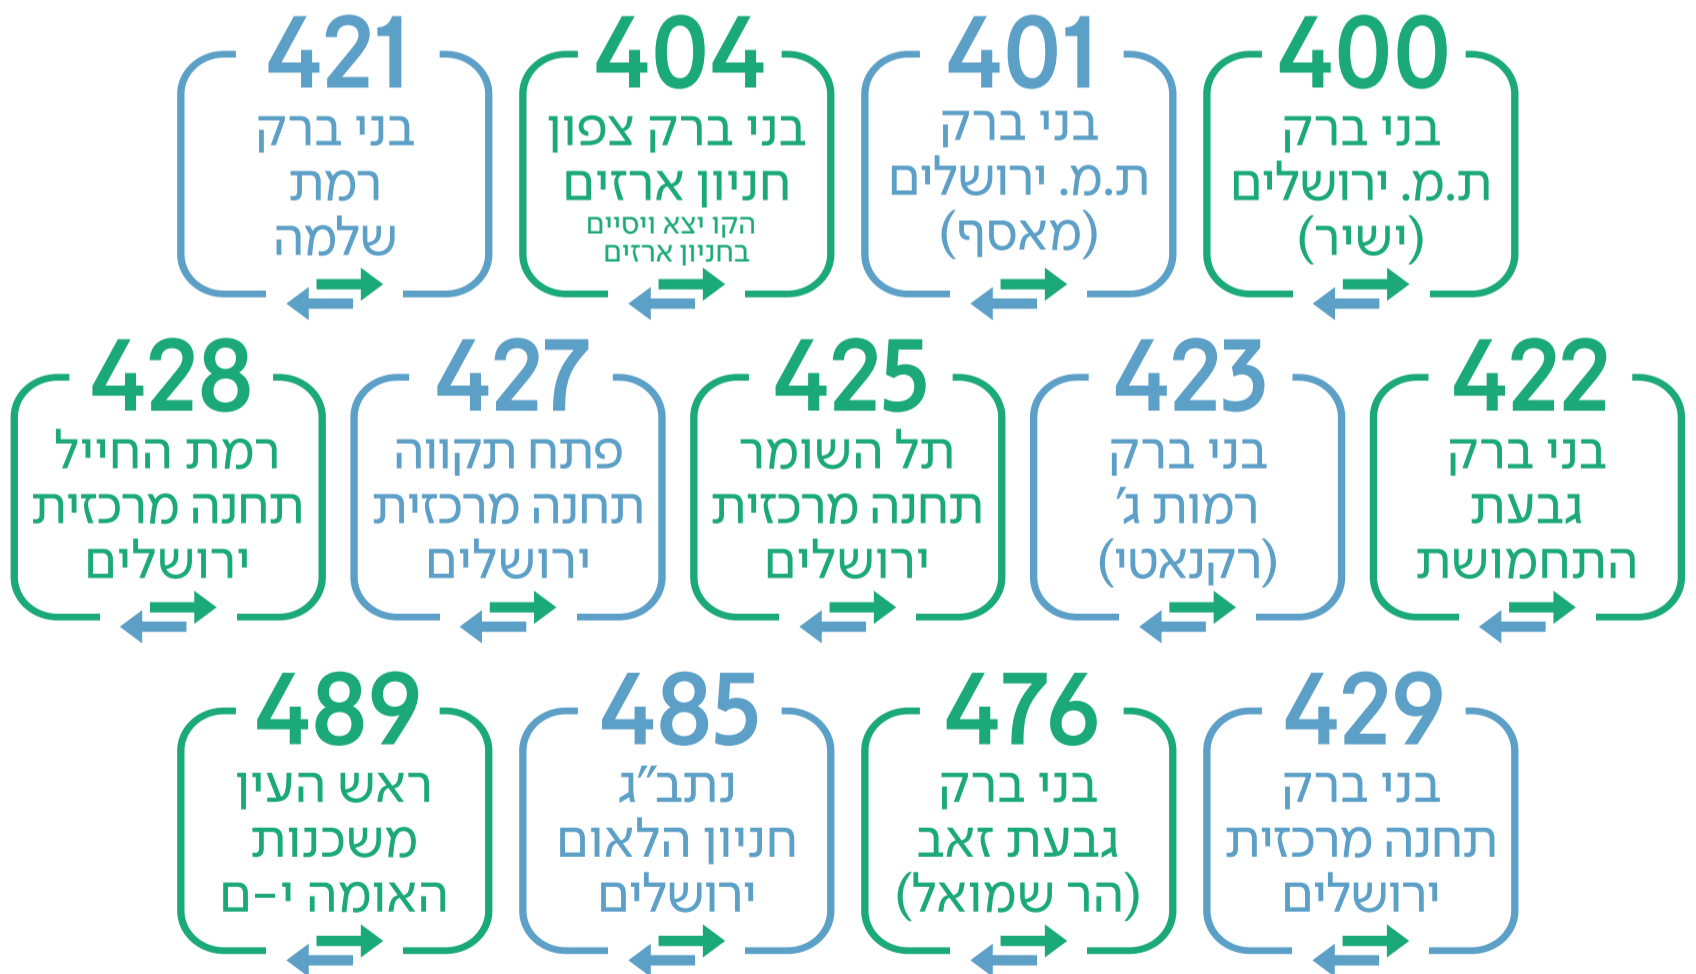 400
בני ברק
ת.מ. ירושלים
(ישיר)
401
בני ברק
ת.מ. ירושלים
(מאסף)
404
בני ברק צפון
חניון ארזים
הקו יצא ויסיים
בחניון ארזים
421
בני ברק
רמת
שלמה
422
בני ברק
גבעת
התחמושת
423
בני ברק
רמות ג'
(רקנאטי)
425
תל השומר
תחנה מרכזית
ירושלים
427
פתח תקווה
תחנה מרכזית
ירושלים
428
רמת החייל
תחנה מרכזית
ירושלים
429
בני ברק
תחנה מרכזית
ירושלים
476
בני ברק
גבעת זאב
(הר שמואל)
485
נתב"ג
חניון הלאום
ירושלים
489
ראש העין
משכנות
האומה י-ם